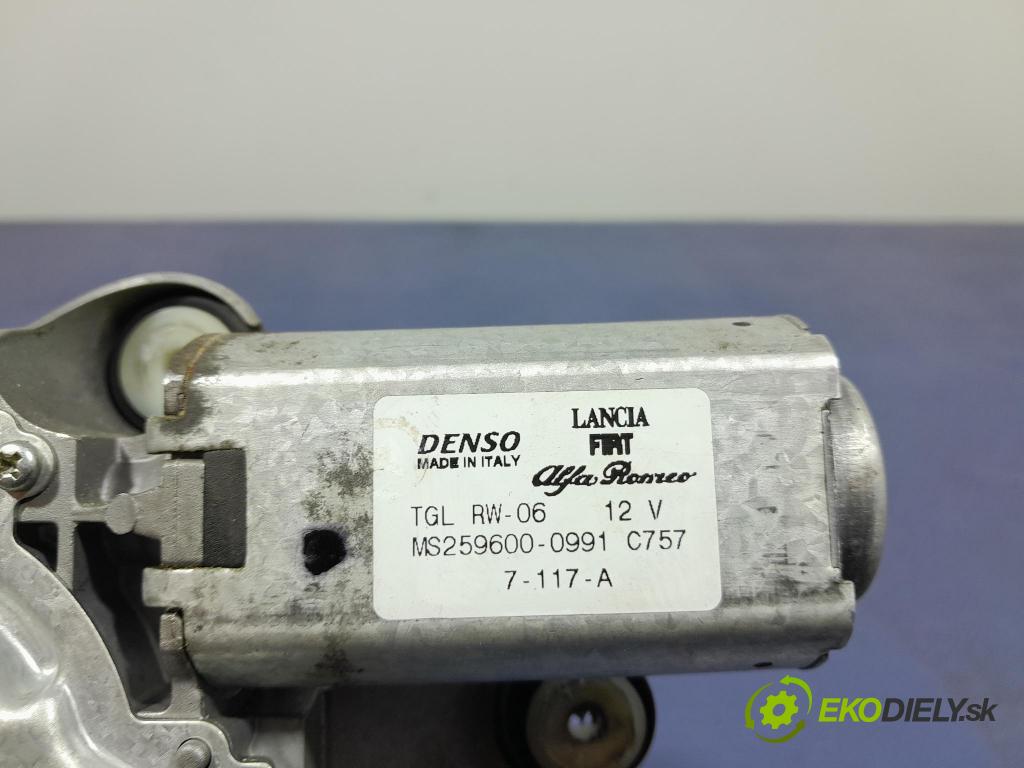 DENSO
MADE IN ITALY
LANCIA
FIAT
Alfa Romeo
TGL RW-06 12 V
MS259600-0991 C757
7-117-A
EKODIELY.sk